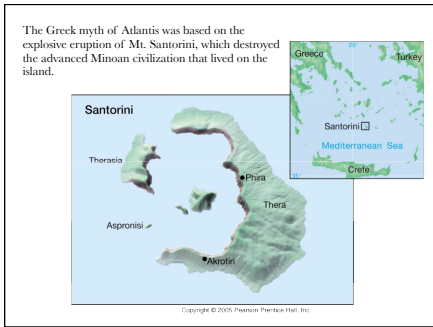 The Greek myth of Atlantis was based on the
explosive eruption of Mt. Santorini, which destroyed
the advanced Minoan civilization that lived on the
island.
Greece
25°
Turkey
Santorini
Mediterranean Sea
35°
Crete
Santorini
Therasia
Phira
Thera
Aspronisi
Akrotiri
Copyright © 2005 Pearson Prentice Hall, Inc.